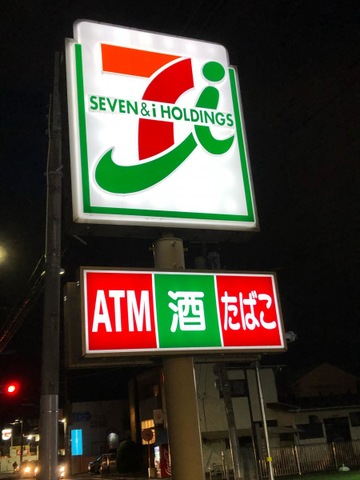 7i
SEVEN & i HOLDINGS
ATM 酒 たばこ